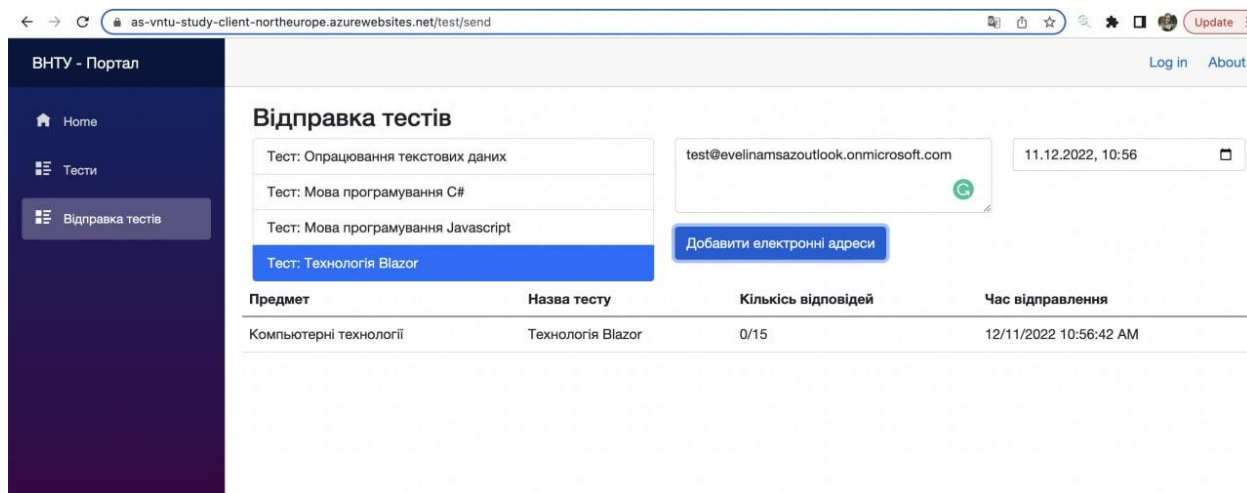 as-vntu-study-client-northeurope.azurewebsites.net/test/send
Update
ВНТУ - Портал
Log in About
Home
Тести
Відправка тестів
Відправка тестів
Тест: Опрацювання текстових даних
Тест: Мова програмування C#
Тест: Мова програмування Javascript
Тест: Технологія Blazor
test@evelinamsazoutlook.onmicrosoft.com
11.12.2022, 10:56
Добавити електронні адреси
Предмет Назва тесту Кількісь відповідей Час відправлення
Компьютерні технології Технологія Blazor 0/15 12/11/2022 10:56:42 AM